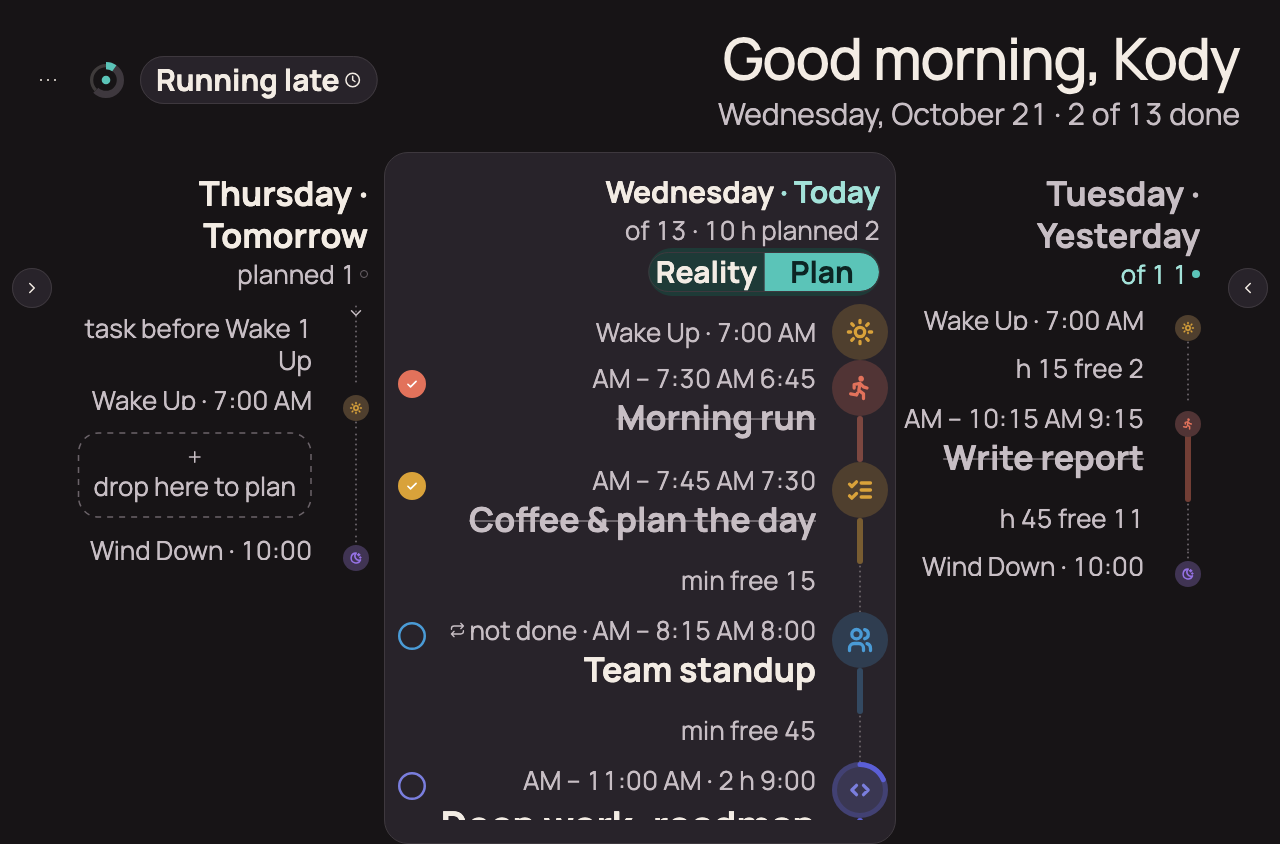 Good morning, Kody
Wednesday, October 21 · 2 of 13 done
Running late
Tuesday ·
Yesterday
of 1 1
Wake Up · 7:00 AM
h 15 free 2
AM – 10:15 AM 9:15
Write report
h 45 free 11
Wind Down · 10:00
Wednesday · Today
of 13 · 10 h planned 2
Reality Plan
Wake Up · 7:00 AM
AM – 7:30 AM 6:45
Morning run
AM – 7:45 AM 7:30
Coffee & plan the day
min free 15
not done · AM – 8:15 AM 8:00
Team standup
min free 45
AM – 11:00 AM · 2 h 9:00
Thursday ·
Tomorrow
planned 1
task before Wake 1
Up
Wake Up · 7:00 AM
+
drop here to plan
Wind Down · 10:00